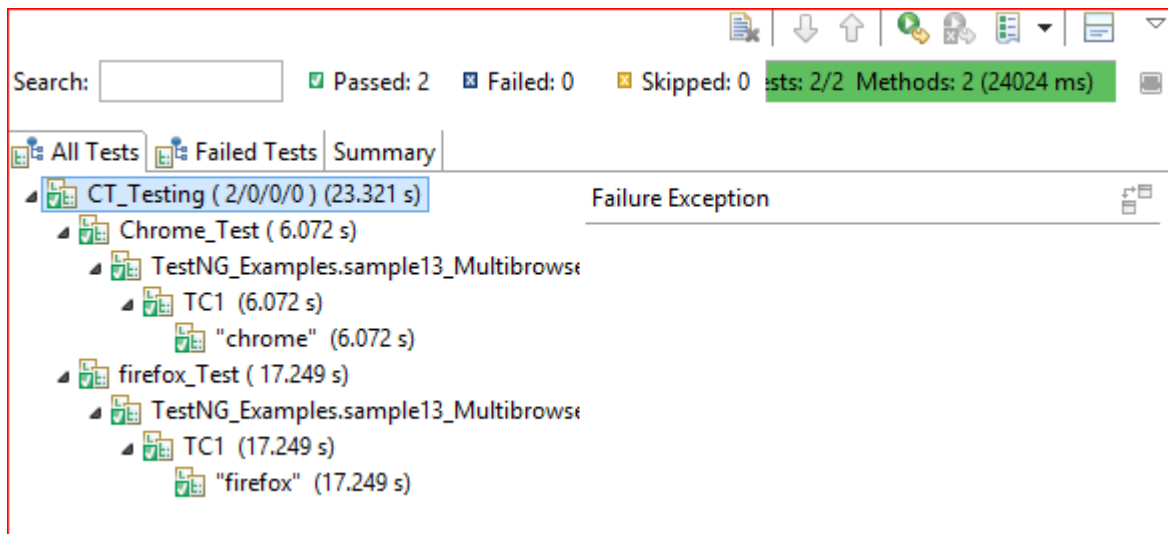 Search: Passed: 2 Failed: 0 Skipped: 0 sts: 2/2 Methods: 2 (24024 ms)
All Tests Failed Tests Summary
CT_Testing ( 2/0/0/0 ) (23.321 s) Failure Exception
Chrome_Test ( 6.072 s)
TestNG_Examples.sample13_Multibrowse
TC1 (6.072 s)
"chrome" (6.072 s)
firefox_Test ( 17.249 s)
TestNG_Examples.sample13_Multibrowse
TC1 (17.249 s)
"firefox" (17.249 s)